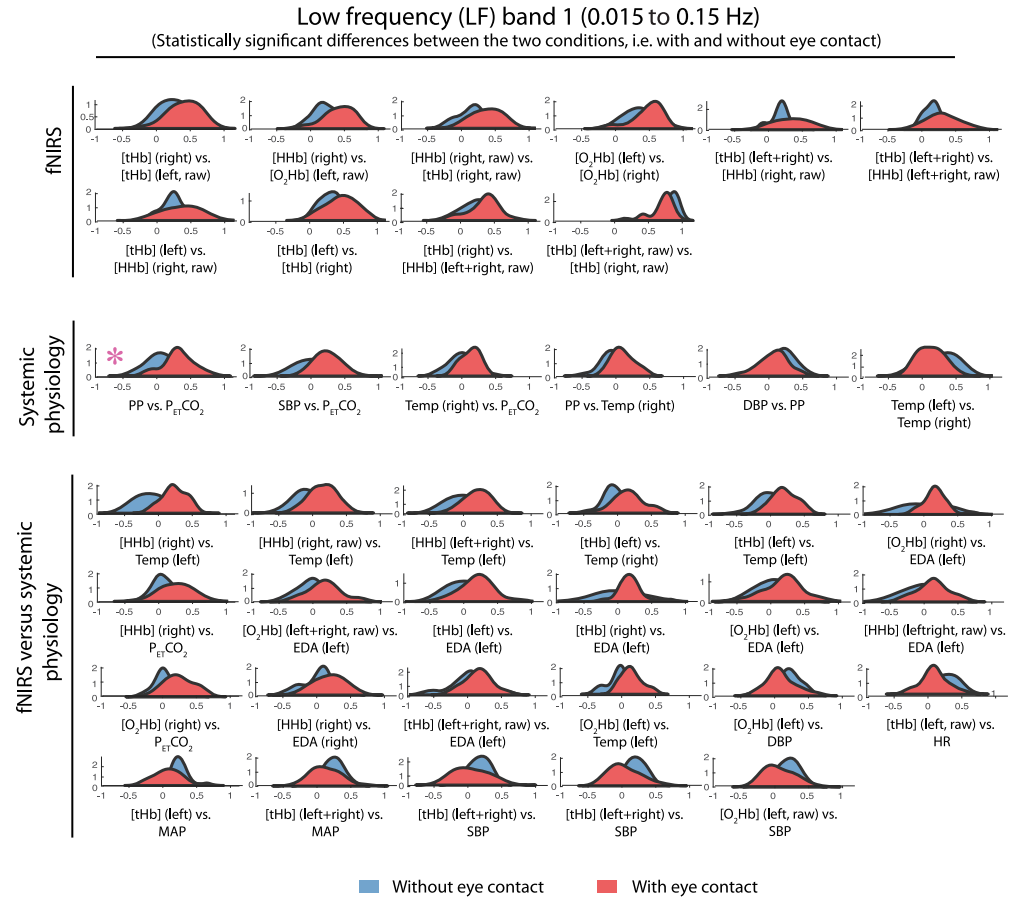 Low frequency (LF) band 1 (0.015 to 0.15 Hz)
(Statistically significant differences between the two conditions, i.e. with and without eye contact)
fNIRS
[tHb] (right) vs.
[tHb] (left, raw)
[HHb] (right) vs.
[O2Hb] (left, raw)
[HHb] (right, raw) vs.
[tHb] (right, raw)
[O2Hb] (left) vs.
[O2Hb] (right)
[tHb] (left+right) vs.
[HHb] (right, raw)
[tHb] (left+right) vs.
[HHb] (left+right, raw)
[tHb] (left) vs.
[HHb] (right, raw)
[tHb] (left) vs.
[tHb] (right)
[tHb] (right) vs.
[HHb] (left+right, raw)
[tHb] (left+right, raw) vs.
[tHb] (right, raw)
Systemic
physiology
*
PP vs. PETCO2
SBP vs. PETCO2
Temp (right) vs. PETCO2
PP vs. Temp (right)
DBP vs. PP
Temp (left) vs.
Temp (right)
fNIRS versus systemic
physiology
[HHb] (right) vs.
Temp (left)
[HHb] (right, raw) vs.
Temp (left)
[HHb] (left+right) vs.
Temp (left)
[tHb] (left) vs.
Temp (right)
[tHb] (left) vs.
Temp (left)
[O2Hb] (right) vs.
EDA (left)
[HHb] (right) vs.
PETCO2
[O2Hb] (left+right, raw) vs.
EDA (left)
[tHb] (left) vs.
EDA (left)
[tHb] (right) vs.
EDA (left)
[O2Hb] (left) vs.
EDA (left)
[HHb] (leftright, raw) vs.
EDA (left)
[O2Hb] (right) vs.
PETCO2
[HHb] (right) vs.
EDA (right)
[tHb] (left+right, raw) vs.
EDA (left)
[O2Hb] (left) vs.
Temp (left)
[O2Hb] (left) vs.
DBP
[tHb] (left, raw) vs.
HR
[tHb] (left) vs.
MAP
[tHb] (left+right) vs.
MAP
[tHb] (left+right) vs.
SBP
[tHb] (left+right) vs.
SBP
[O2Hb] (left, raw) vs.
SBP
Without eye contact
With eye contact